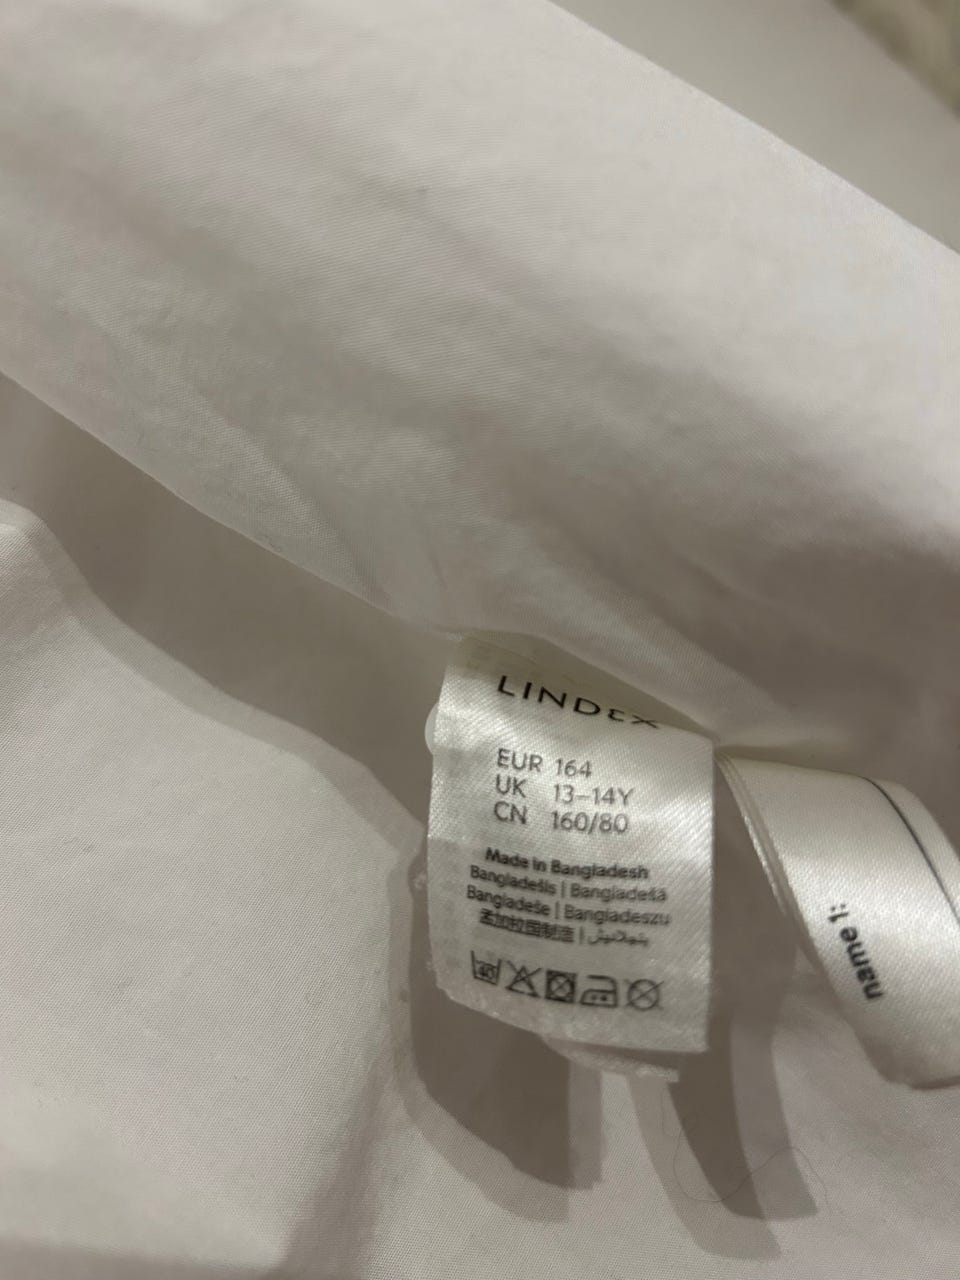 LINDEX
EUR 164
UK 13–14Y
CN 160/80
Made in Bangladesh
Bangladešis | Bangladeša
Bangladeše | Bangladeszu
孟加拉国制造 |
40
name 1: